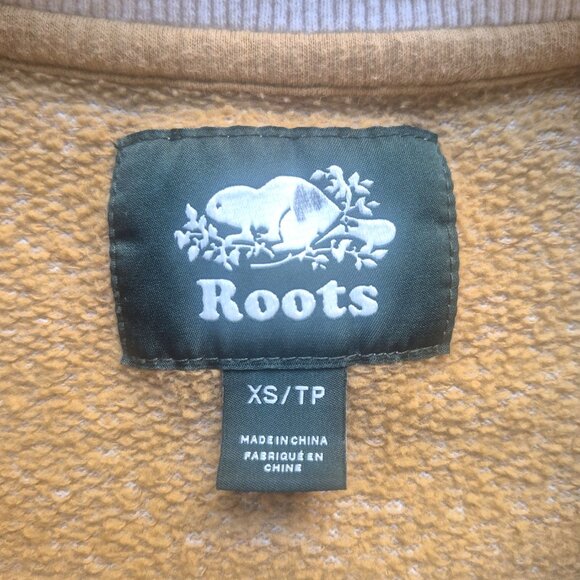 Roots
XS/TP
MADE IN CHINA
FABRIQUÉ EN
CHINE